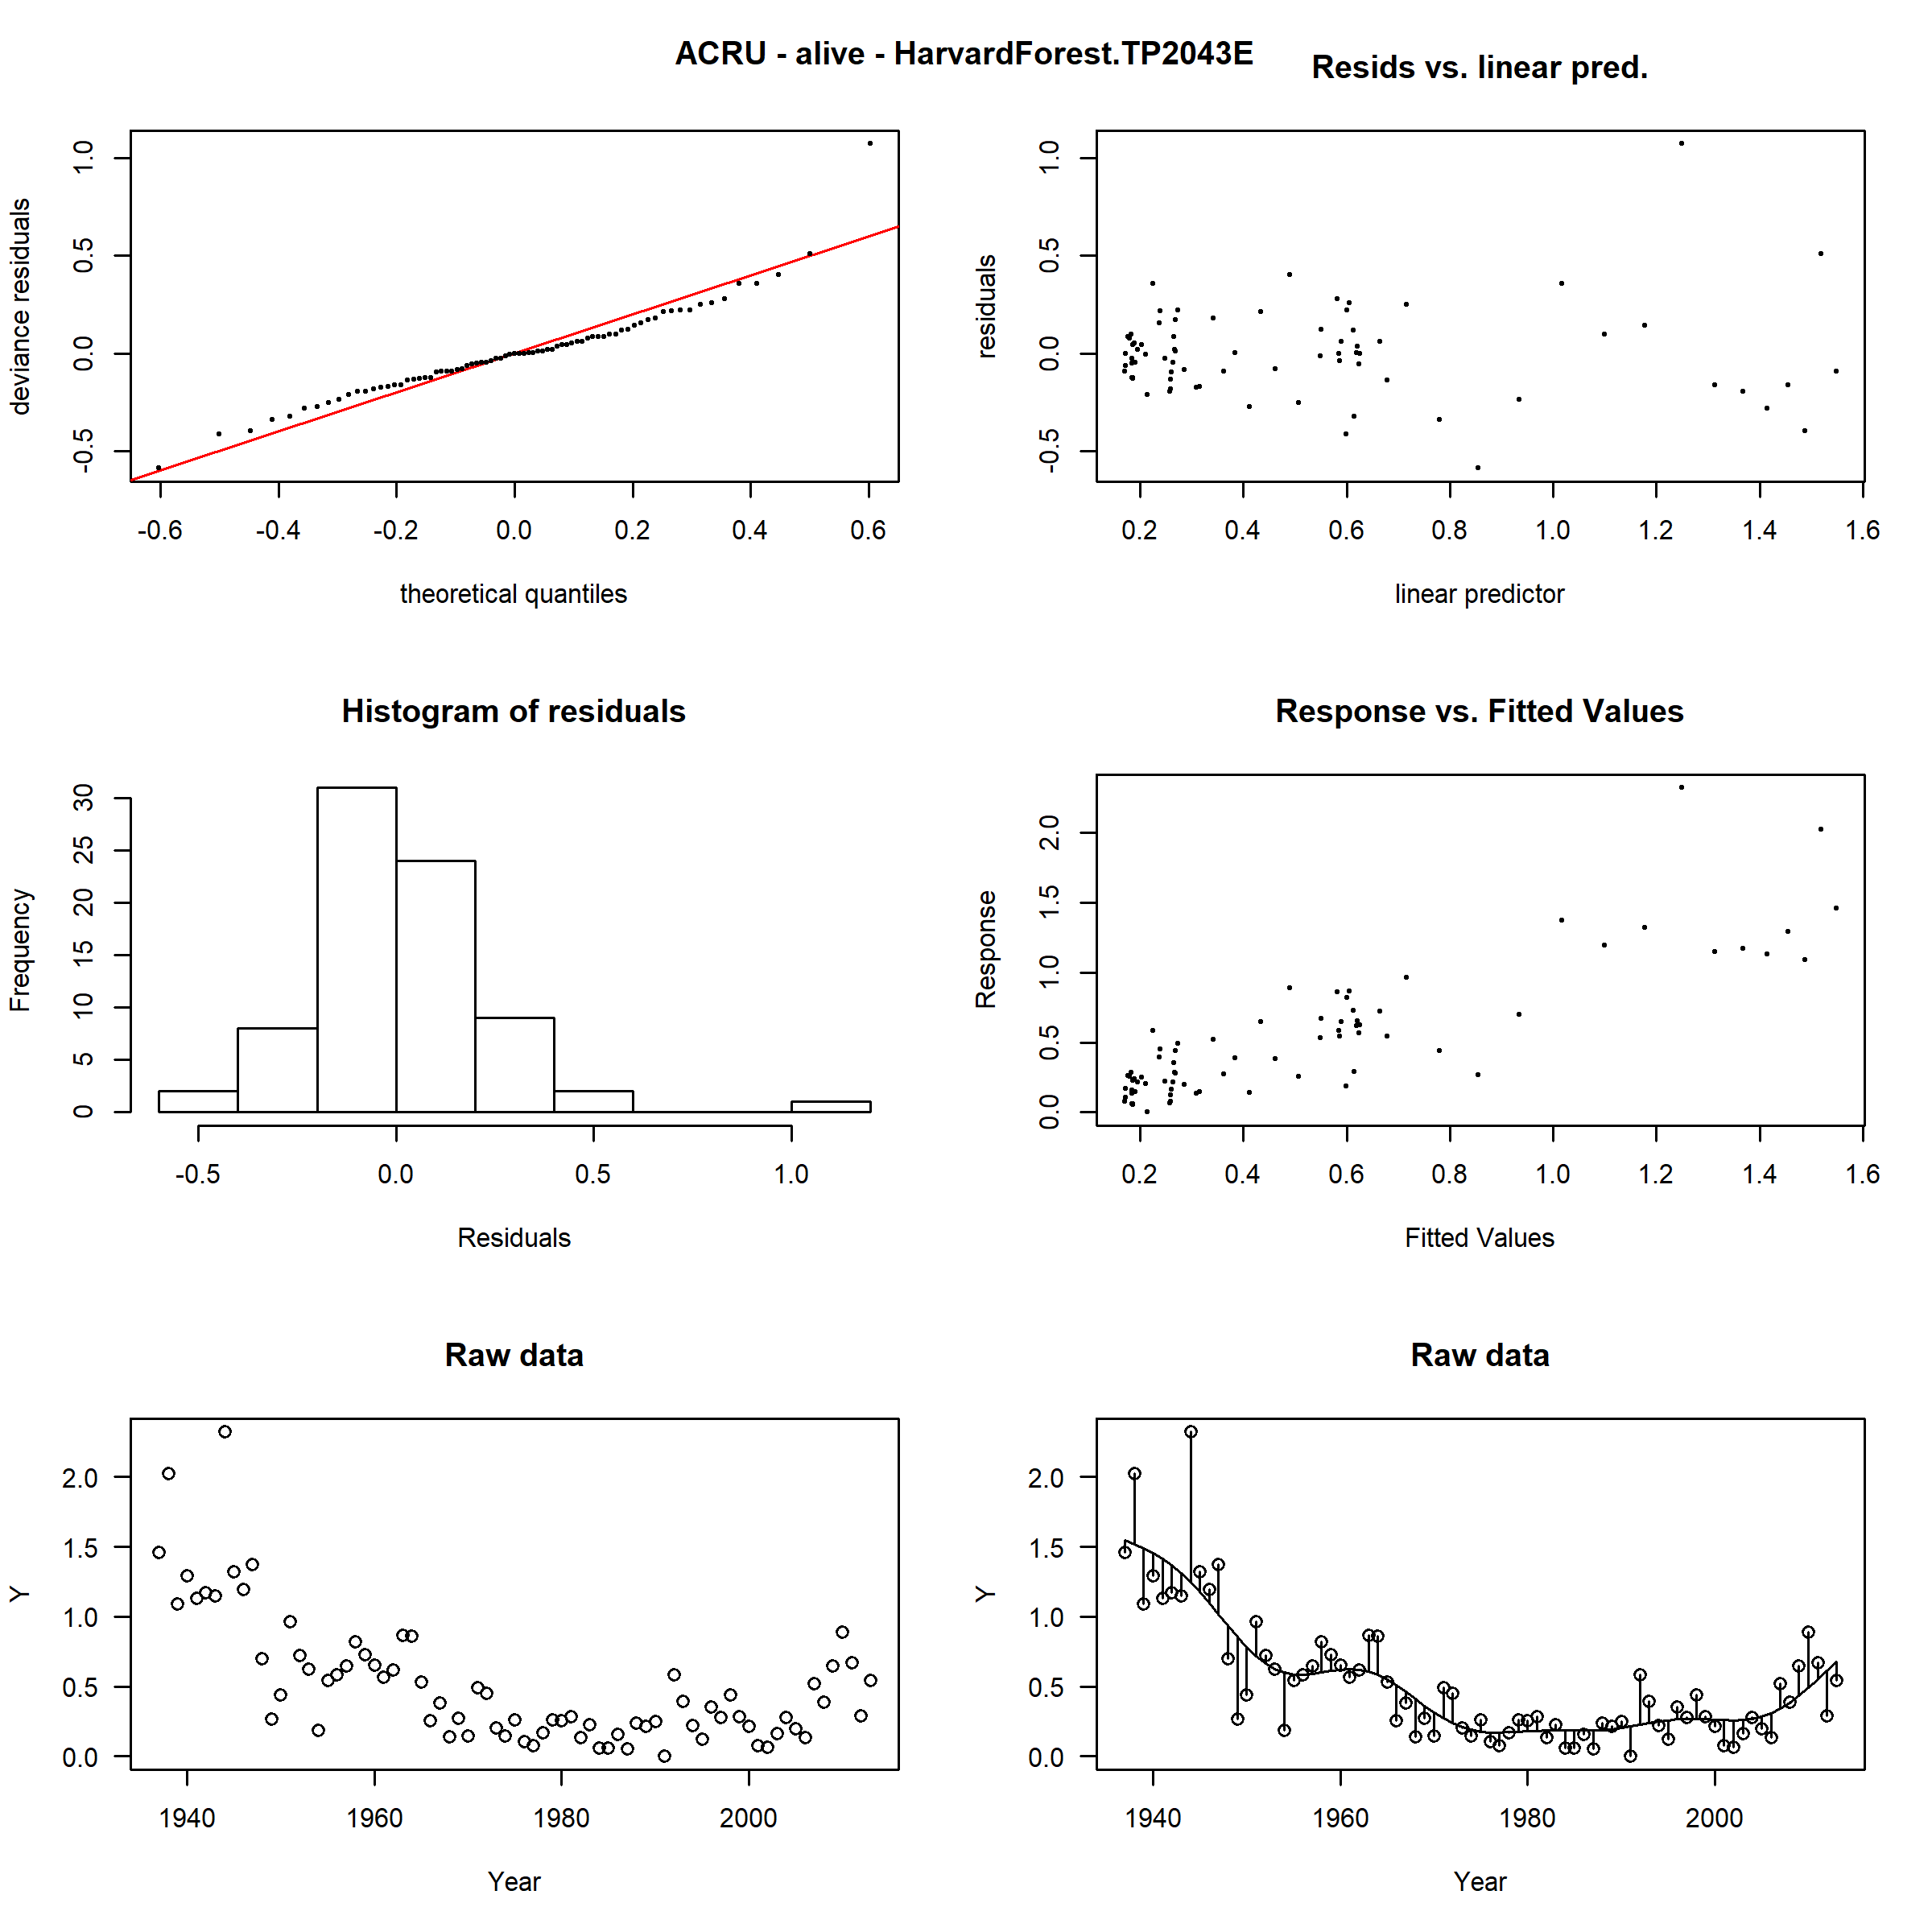 ACRU - alive - HarvardForest.TP2043E
Resids vs. linear pred.
deviance residuals
-0.5 0.0 0.5 1.0
-0.6 -0.4 -0.2 0.0 0.2 0.4 0.6
theoretical quantiles
residuals
-0.5 0.0 0.5 1.0
0.2 0.4 0.6 0.8 1.0 1.2 1.4 1.6
linear predictor
Histogram of residuals
Frequency
0 5 10 15 20 25 30
-0.5 0.0 0.5 1.0
Residuals
Response vs. Fitted Values
Response
0.0 0.5 1.0 1.5 2.0
0.2 0.4 0.6 0.8 1.0 1.2 1.4 1.6
Fitted Values
Raw data
Y
2.0
1.5
1.0
0.5
0.0
1940 1960 1980 2000
Year
Raw data
Y
2.0
1.5
1.0
0.5
0.0
1940 1960 1980 2000
Year